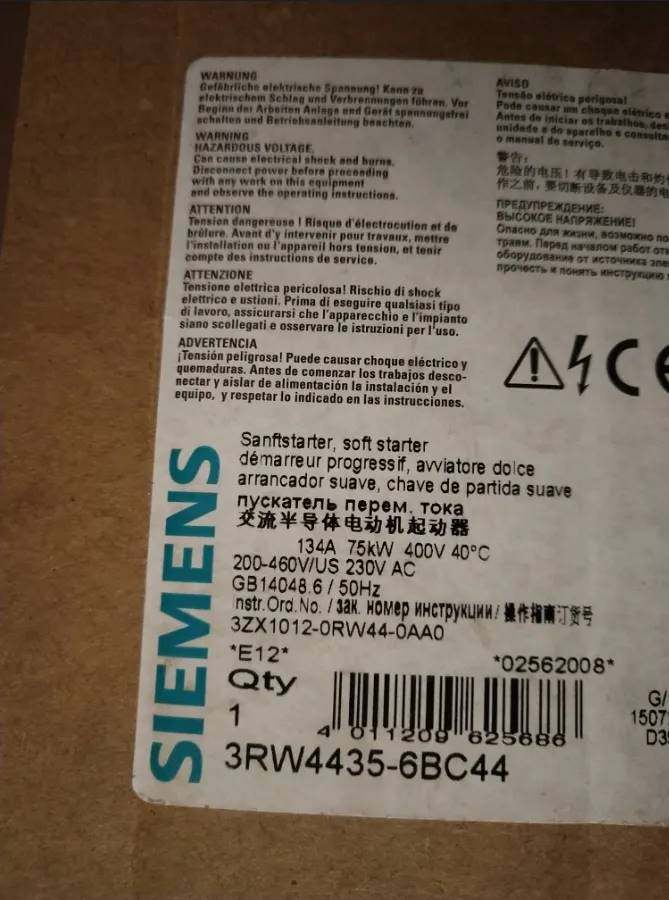 WARNUNG
Gefährliche elektrische Spannung! Kann zu
elektrischem Schlag und Verbrennungen führen. Vor
Beginn der Arbeiten Anlage und Gerät spannungsfrei
schalten und Betriebsanleitung beachten.
WARNING
HAZARDOUS VOLTAGE
Can cause electrical shock and burns.
Disconnect power before proceeding
with any work on this equipment
and observe the operating instructions.
ATTENTION
Tension dangereuse ! Risque d'électrocution et de
brûlure. Avant d'y intervenir pour travaux, mettre
l'installation ou l'appareil hors tension, et tenir
compte des instructions de service.
ATTENZIONE
Tensione elettrica pericolosa! Rischio di shock
elettrico e ustioni. Prima di eseguire qualsiasi tipo
di lavoro, assicurarsi che l'apparecchio e l'impianto
siano scollegati e osservare le istruzioni per l'uso.
ADVERTENCIA
¡Tensión peligrosa! Puede causar choque eléctrico y
quemaduras. Antes de comenzar los trabajos desco-
nectar y aislar de alimentación la instalación y el
equipo, y respetar lo indicado en las instrucciones.
AVISO
Tensão elétrica perigosa!
Pode causar um choque elétrico e
Antes de iniciar os trabalhos, des
unidade e do aparelho e consulta
o manual de serviço.
警告:
危险的电压! 有导致电击和灼
作之前, 要切断设备及仪器的电
ПРЕДУПРЕЖДЕНИЕ:
ВЫСОКОЕ НАПРЯЖЕНИЕ!
Опасно для жизни, возможно по
травм. Перед началом работ от
оборудование от источника эле
прочесть и понять инструкцию
CE
SIEMENS
Sanftstarter, soft starter
démarreur progressif, avviatore dolce
arrancador suave, chave de partida suave
пускатель перем. тока
交流半导体电动机起动器
134A 75kW 400V 40°C
200-460V/US 230V AC
GB14048.6 / 50Hz
Instr.Ord.No. / зак. номер инструкции / 操作指南订货号
3ZX1012-0RW44-0AA0
*E12*
*02562008*
Qty
1
4 011209 625686
3RW4435-6BC44
G/
1507
D3